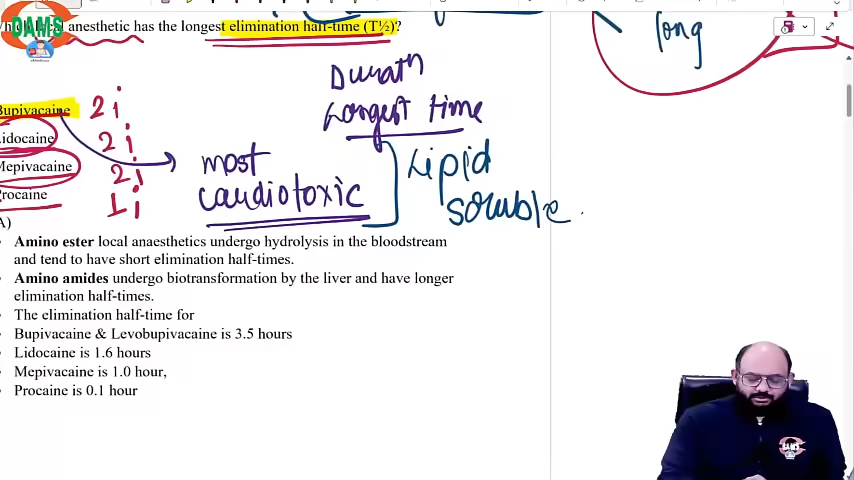 DAMS
anesthetic has the longest elimination half-time (T½)?
long
Durath
Longest time
Bupivacaine 2i
Lidocaine 2i
Mepivacaine 2i
Procaine 1i
most
caudiotoxic
Lipid
soluble.
A)
Amino ester local anaesthetics undergo hydrolysis in the bloodstream
and tend to have short elimination half-times.
Amino amides undergo biotransformation by the liver and have longer
elimination half-times.
The elimination half-time for
Bupivacaine & Levobupivacaine is 3.5 hours
Lidocaine is 1.6 hours
Mepivacaine is 1.0 hour,
Procaine is 0.1 hour
DAMS